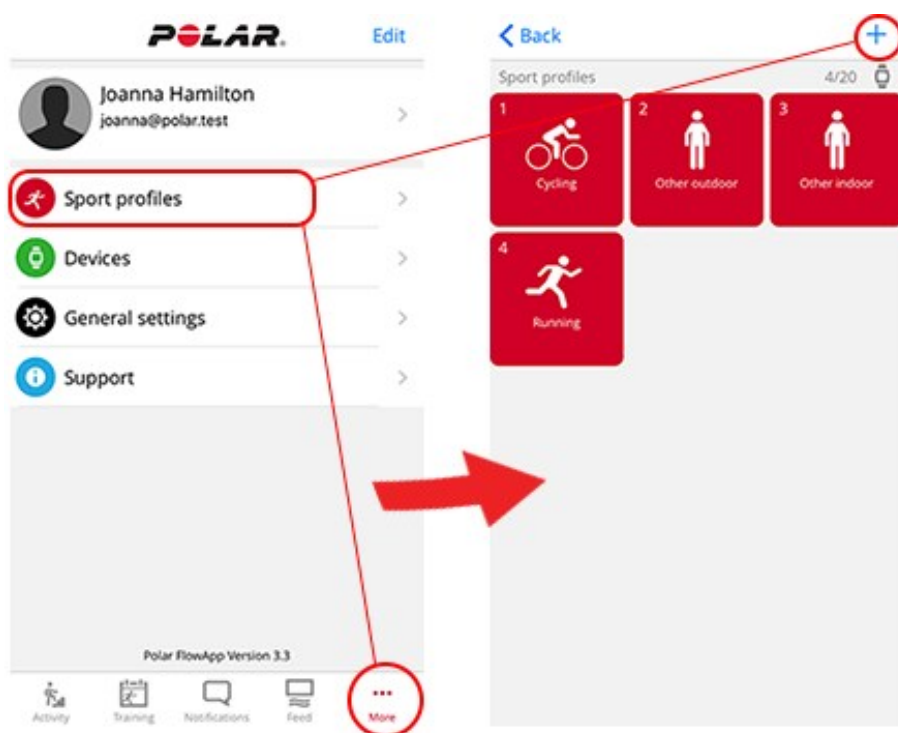 POLAR.
Edit
Joanna Hamilton
joanna@polar.test
Sport profiles
Devices
General settings
Support
Polar FlowApp Version 3.3
Activity
Training
Notifications
Feed
More
Back
Sport profiles
4/20
1
Cycling
2
Other outdoor
3
Other indoor
4
Running